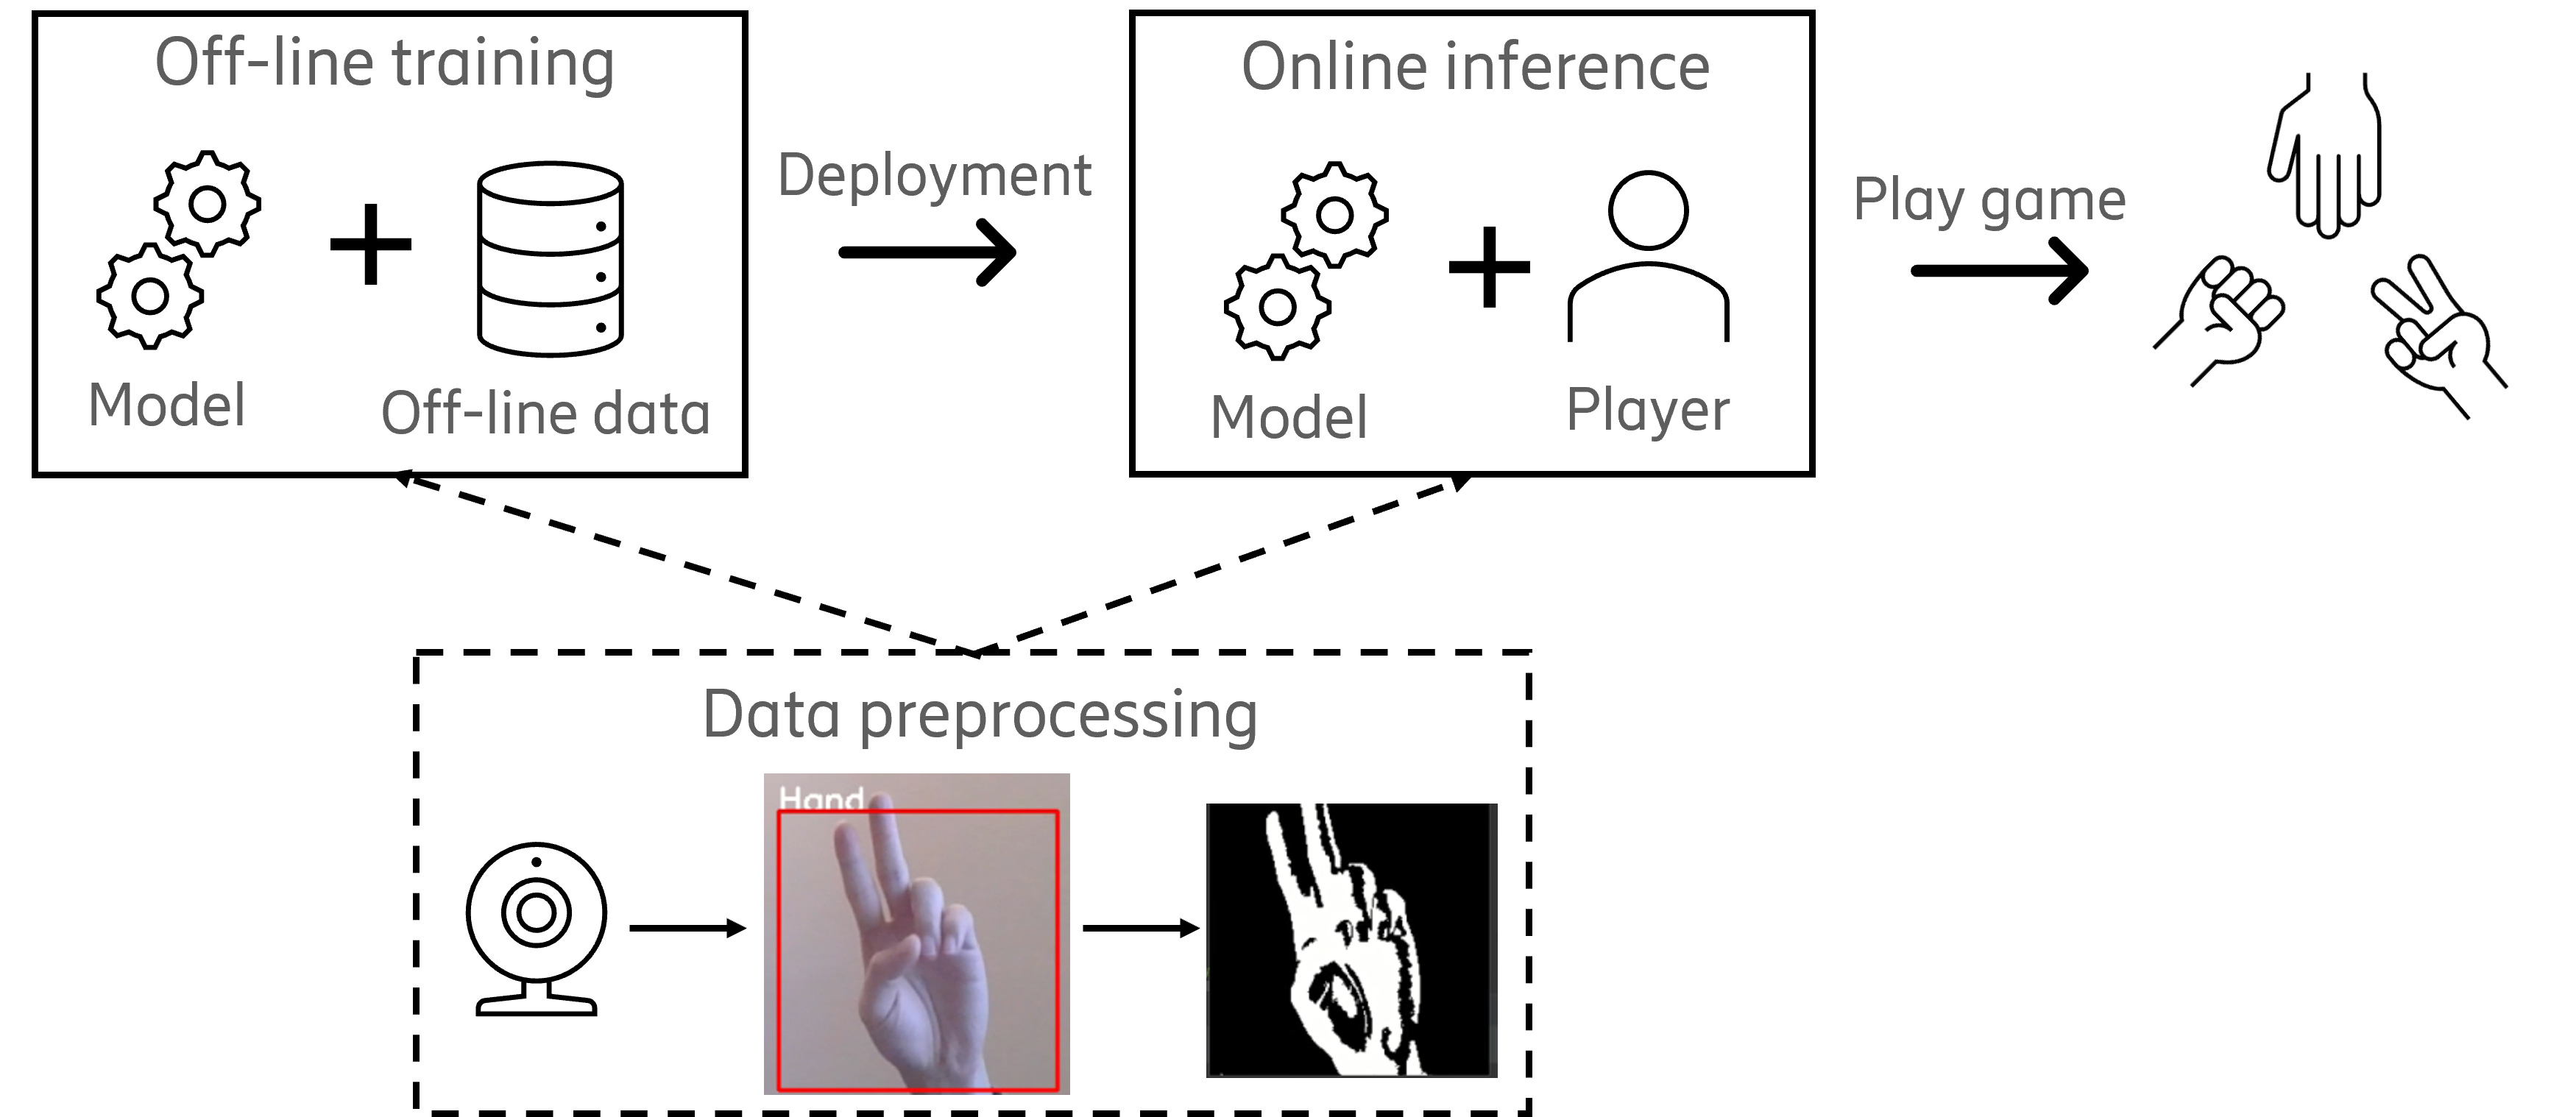 Off-line training
Model
Off-line data
Deployment
Online inference
Model
Player
Play game
Data preprocessing
Hand